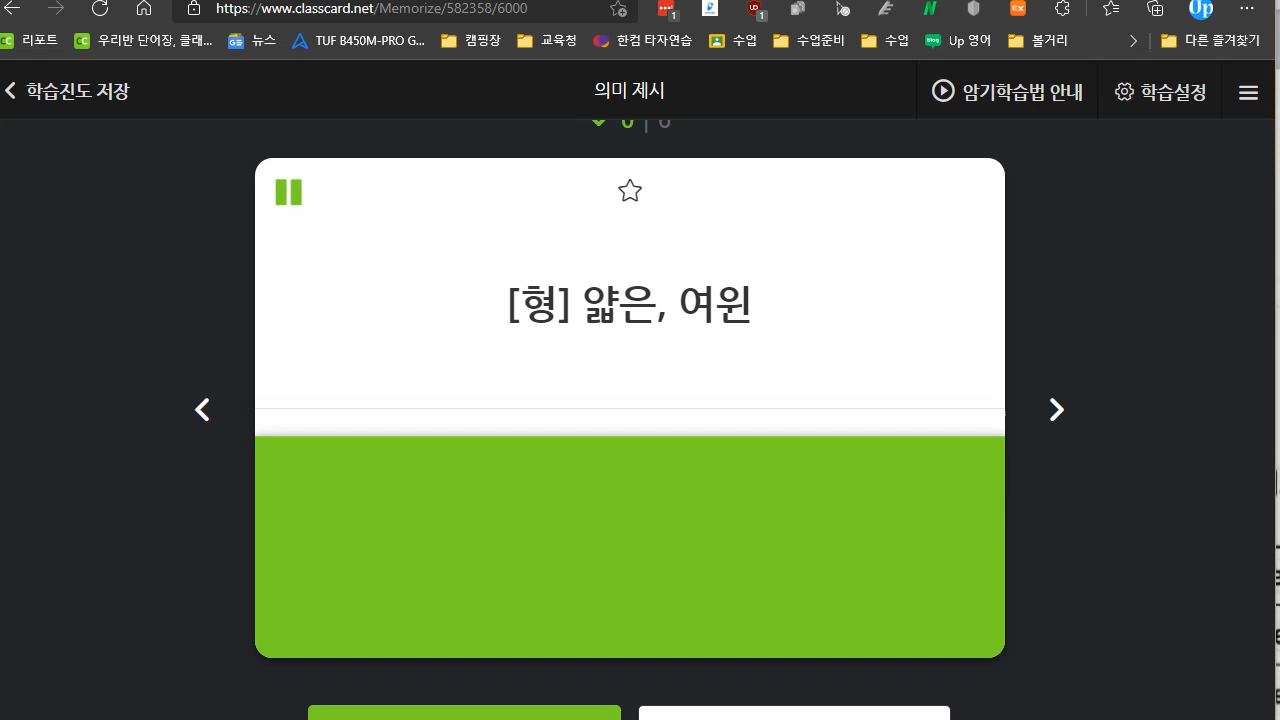 https://www.classcard.net/Memorize/582358/6000
리포트 우리반 단어장, 클래... 뉴스 TUF B450M-PRO G... 캠핑장 교육청 한컴 타자연습 수업 수업준비 수업 Up 영어 볼거리 다른 즐겨찾기
학습진도 저장 의미 제시 암기학습법 안내 학습설정
[형] 얇은, 여윈